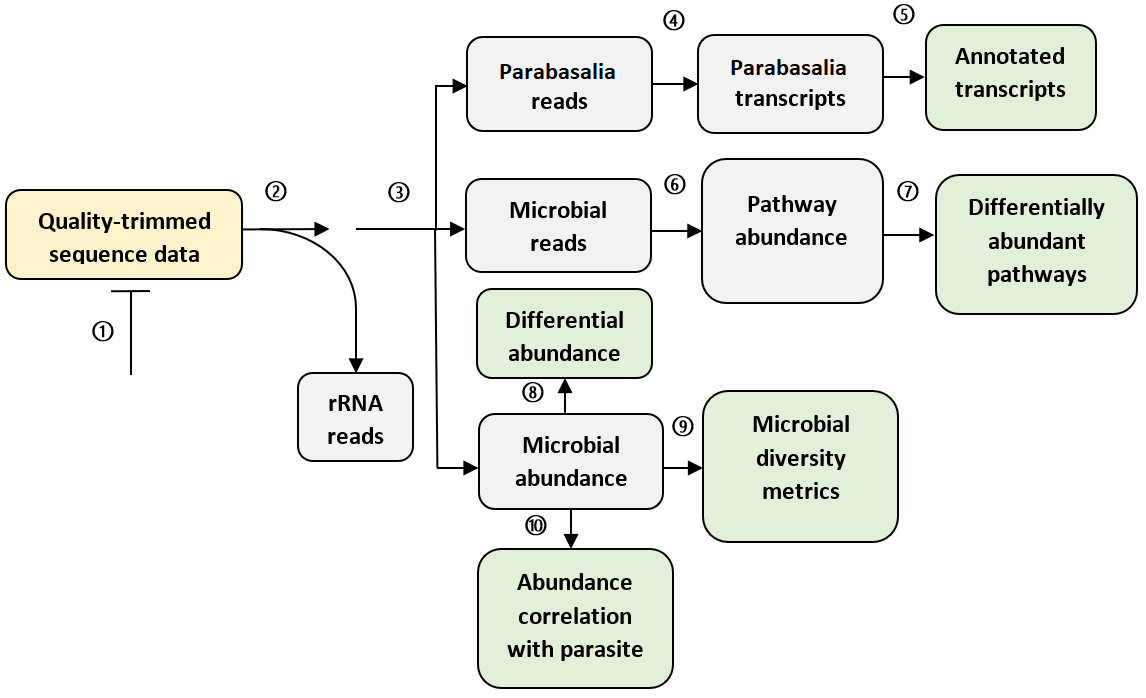 ④
⑤
Parabasalia
reads
Parabasalia
transcripts
Annotated
transcripts
②
③
⑥
⑦
Quality-trimmed
sequence data
Microbial
reads
Pathway
abundance
Differentially
abundant
pathways
①
Differential
abundance
rRNA
reads
⑧
Microbial
abundance
⑨
Microbial
diversity
metrics
⑩
Abundance
correlation
with parasite